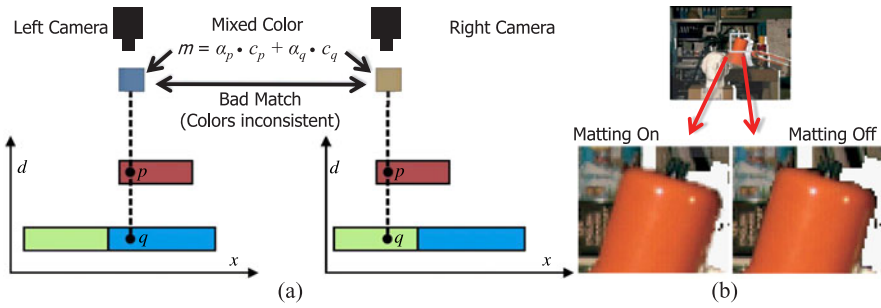 Left Camera
Mixed Color
Right Camera
m = αp • cp + αq • cq
Bad Match
(Colors inconsistent)
d
p
q
x
d
p
q
x
(a)
Matting On
Matting Off
(b)